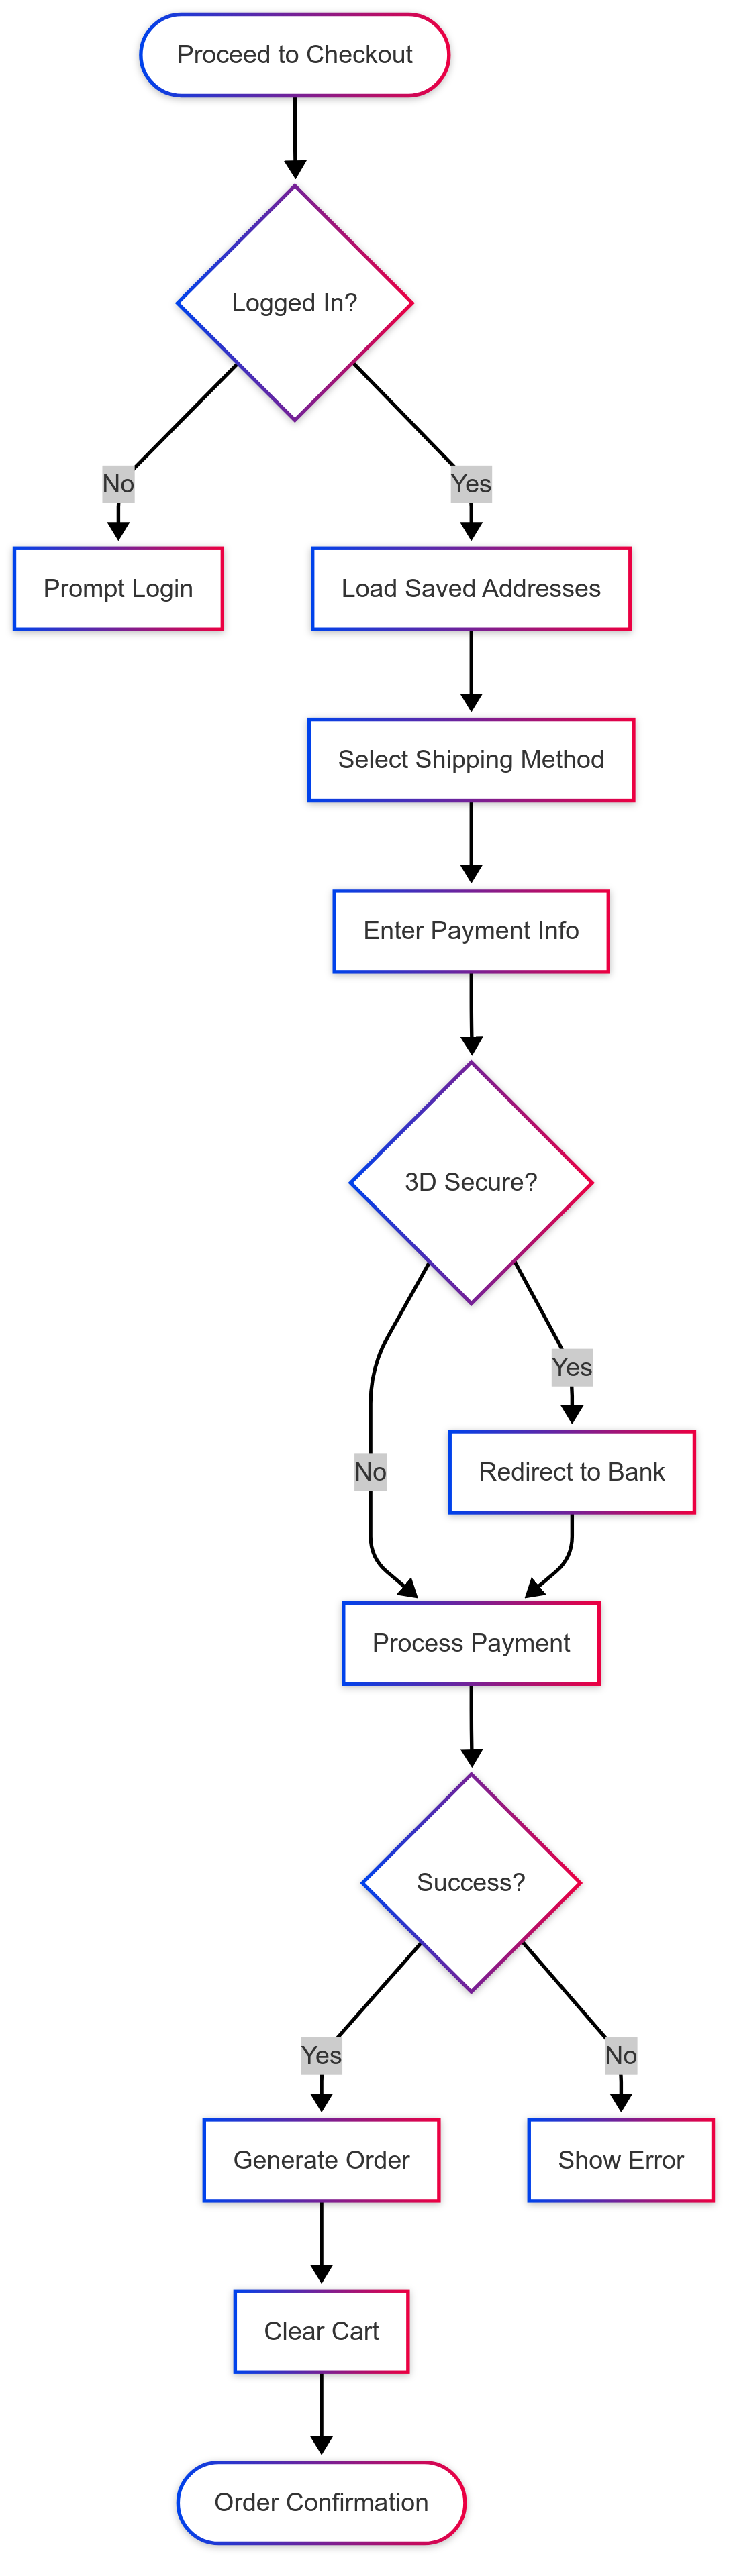 Proceed to Checkout
Logged In?
No
Yes
Prompt Login
Load Saved Addresses
Select Shipping Method
Enter Payment Info
3D Secure?
Yes
No
Redirect to Bank
Process Payment
Success?
Yes
No
Generate Order
Show Error
Clear Cart
Order Confirmation